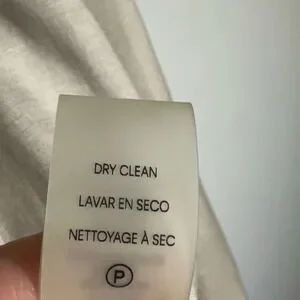 DRY CLEAN
LAVAR EN SECO
NETTOYAGE À SEC
P